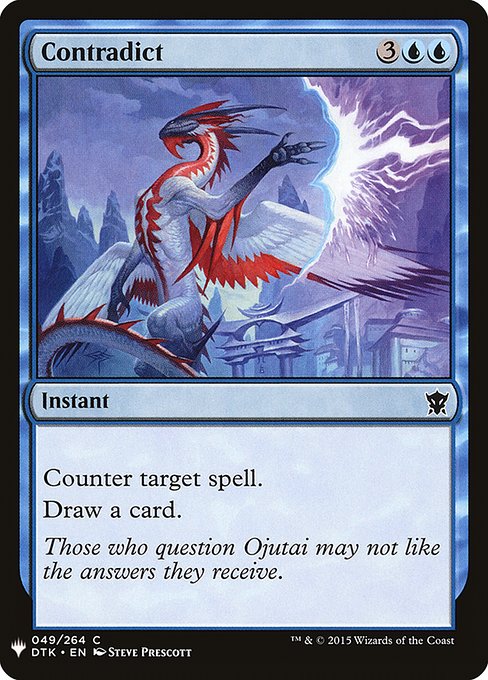 Contradict 3
Instant
Counter target spell.
Draw a card.
Those who question Ojutai may not like
the answers they receive.
049/264 C
DTK • EN Steve Prescott
™ & © 2015 Wizards of the Coast